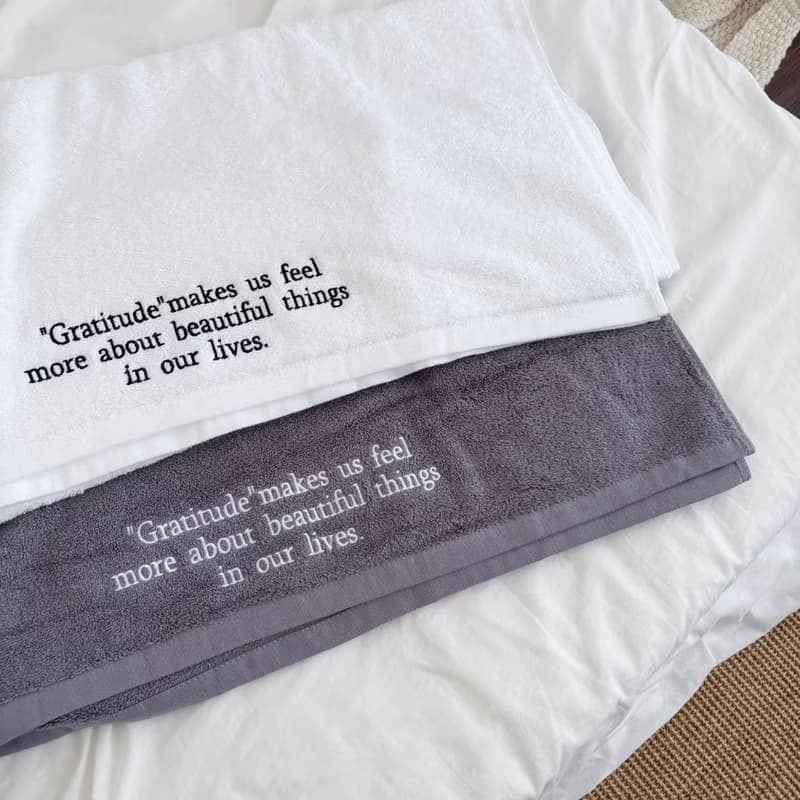 "Gratitude"makes us feel
more about beautiful things
in our lives.
"Gratitude"makes us feel
more about beautiful things
in our lives.